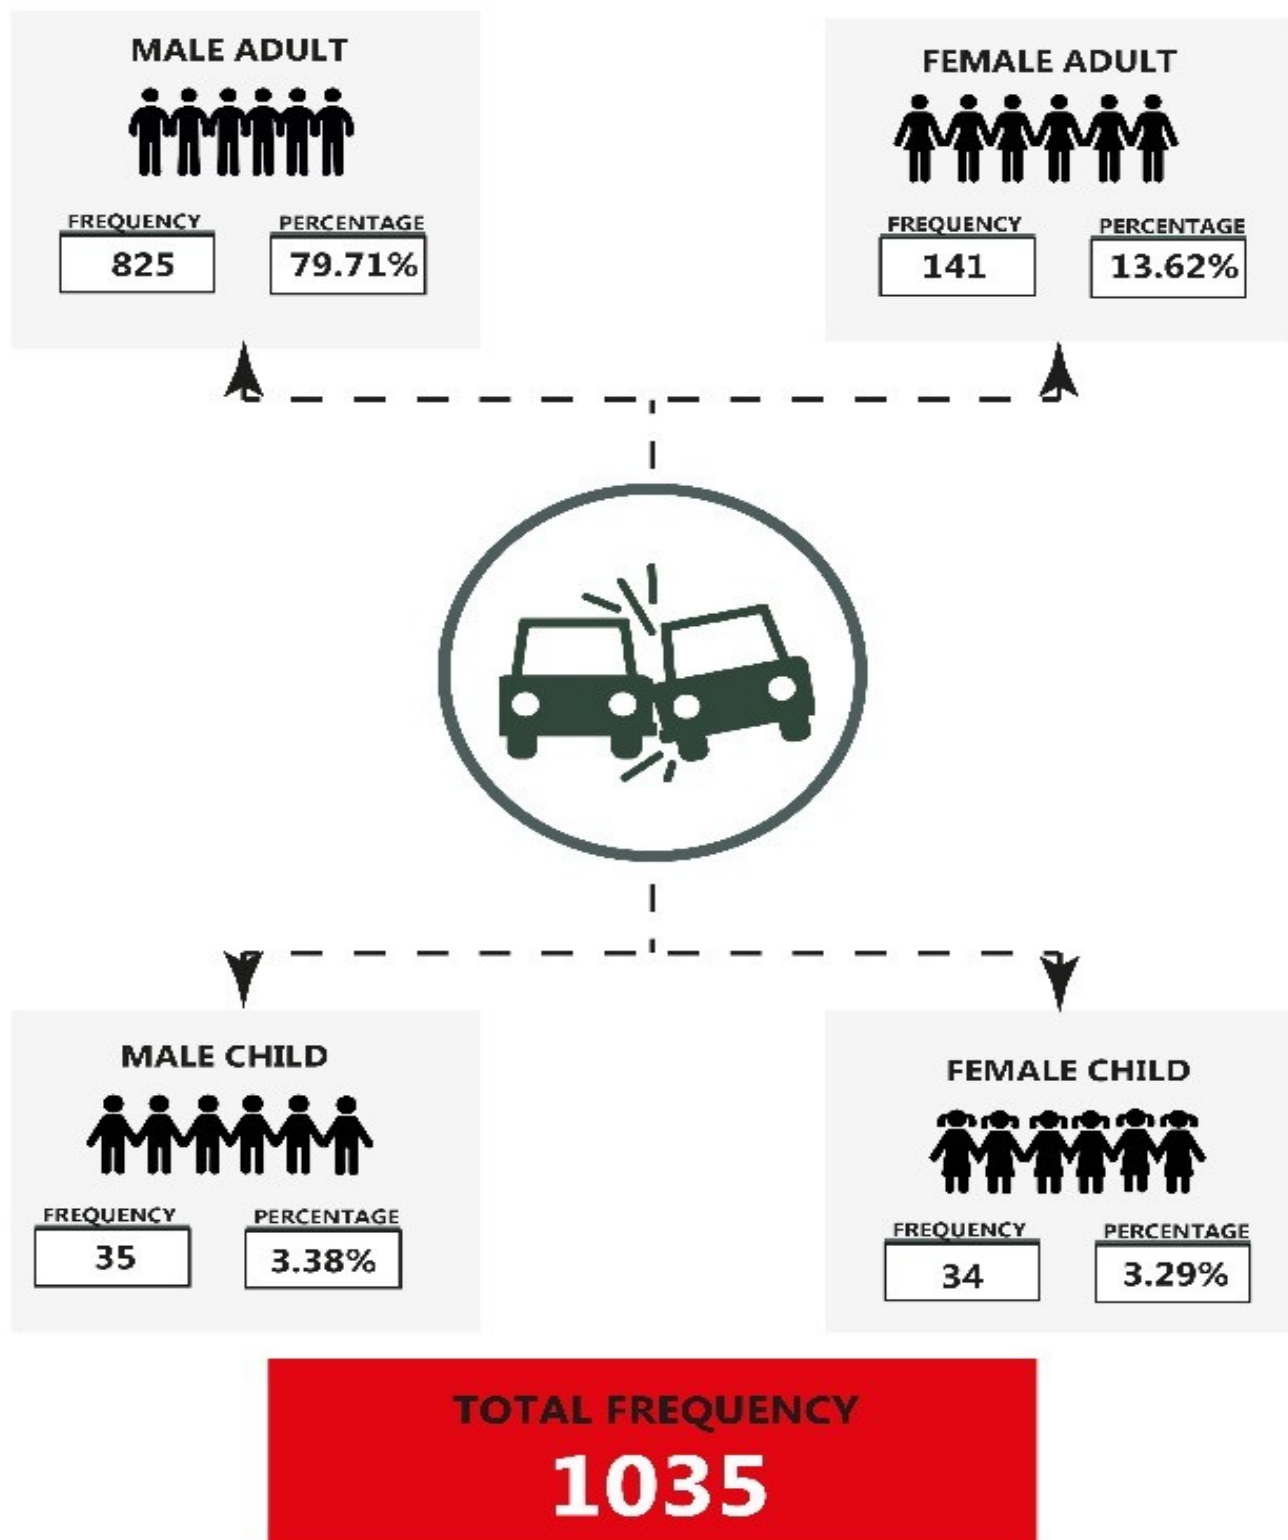 MALE ADULT
FREQUENCY PERCENTAGE
825 79.71%
FEMALE ADULT
FREQUENCY PERCENTAGE
141 13.62%
MALE CHILD
FREQUENCY PERCENTAGE
35 3.38%
FEMALE CHILD
FREQUENCY PERCENTAGE
34 3.29%
TOTAL FREQUENCY
1035